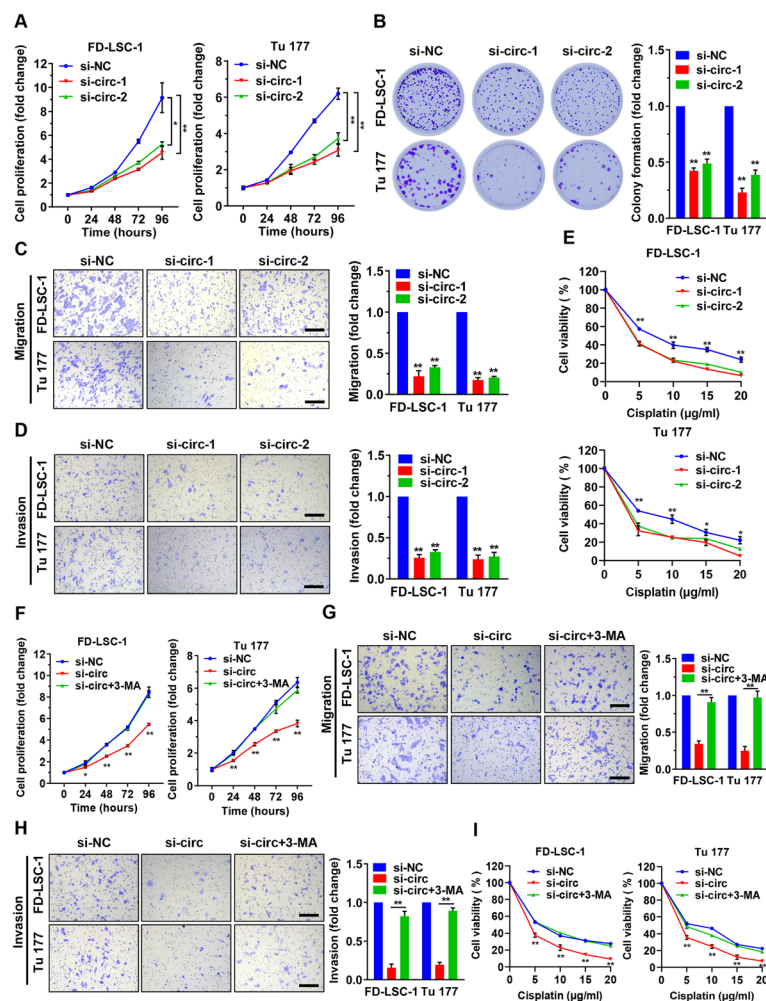 A
FD-LSC-1
si-NC
si-circ-1
si-circ-2
Cell proliferation (fold change)
12
10
8
6
4
2
0
0 24 48 72 96
Time (hours)
*
**
Tu 177
si-NC
si-circ-1
si-circ-2
Cell proliferation (fold change)
8
6
4
2
0
0 24 48 72 96
Time (hours)
**
**
B
si-NC si-circ-1 si-circ-2
FD-LSC-1
Tu 177
si-NC
si-circ-1
si-circ-2
Colony formation (fold change)
1.5
1.0
0.5
0.0
** ** ** **
FD-LSC-1 Tu 177
C
si-NC si-circ-1 si-circ-2
Migration
FD-LSC-1
Tu 177
si-NC
si-circ-1
si-circ-2
Migration (fold change)
1.5
1.0
0.5
0.0
** ** ** **
FD-LSC-1 Tu 177
D
si-NC si-circ-1 si-circ-2
Invasion
FD-LSC-1
Tu 177
si-NC
si-circ-1
si-circ-2
Invasion (fold change)
1.5
1.0
0.5
0.0
** ** ** **
FD-LSC-1 Tu 177
E
FD-LSC-1
si-NC
si-circ-1
si-circ-2
Cell viability ( % )
120
100
80
60
40
20
0
** ** ** **
0 5 10 15 20
Cisplatin (μg/ml)
Tu 177
si-NC
si-circ-1
si-circ-2
Cell viability ( % )
100
80
60
40
20
0
** ** * *
0 5 10 15 20
Cisplatin (μg/ml)
F
FD-LSC-1
si-NC
si-circ
si-circ+3-MA
Cell proliferation (fold change)
12
10
8
6
4
2
0
* ** ** **
0 24 48 72 96
Time (hours)
Tu 177
si-NC
si-circ
si-circ+3-MA
Cell proliferation (fold change)
8
6
4
2
0
** ** ** **
0 24 48 72 96
Time (hours)
G
si-NC si-circ si-circ+3-MA
Migration
FD-LSC-1
Tu 177
si-NC
si-circ
si-circ+3-MA
Migration (fold change)
1.5
1.0
0.5
0.0
** **
FD-LSC-1 Tu 177
H
si-NC si-circ si-circ+3-MA
Invasion
FD-LSC-1
Tu 177
si-NC
si-circ
si-circ+3-MA
Invasion (fold change)
1.5
1.0
0.5
0.0
** **
FD-LSC-1 Tu 177
I
FD-LSC-1
si-NC
si-circ
si-circ+3-MA
Cell viability ( % )
120
100
80
60
40
20
0
** ** ** **
0 5 10 15 20
Cisplatin (μg/ml)
Tu 177
si-NC
si-circ
si-circ+3-MA
Cell viability ( % )
120
100
80
60
40
20
0
** ** ** **
0 5 10 15 20
Cisplatin (μg/ml)